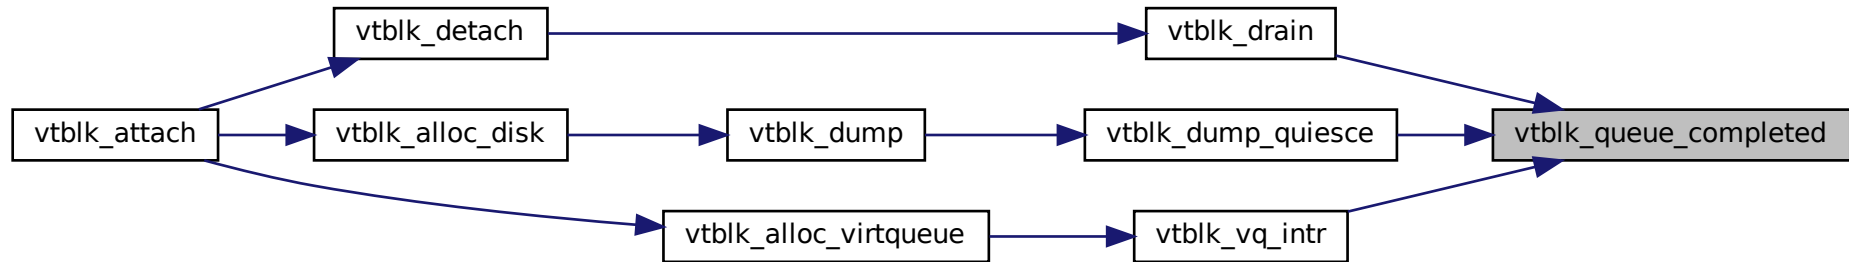 vtblk_detach
vtblk_drain
vtblk_attach
vtblk_alloc_disk
vtblk_dump
vtblk_dump_quiesce
vtblk_queue_completed
vtblk_alloc_virtqueue
vtblk_vq_intr